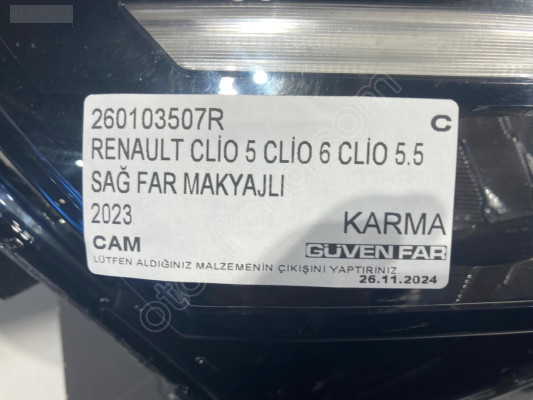 260103507R C
RENAULT CLİO 5 CLİO 6 CLİO 5.5
SAĞ FAR MAKYAJLI
2023 KARMA
CAM GÜVEN FAR
LÜTFEN ALDIĞINIZ MALZEMENİN ÇIKIŞINI YAPTIRINIZ.
26.11.2024